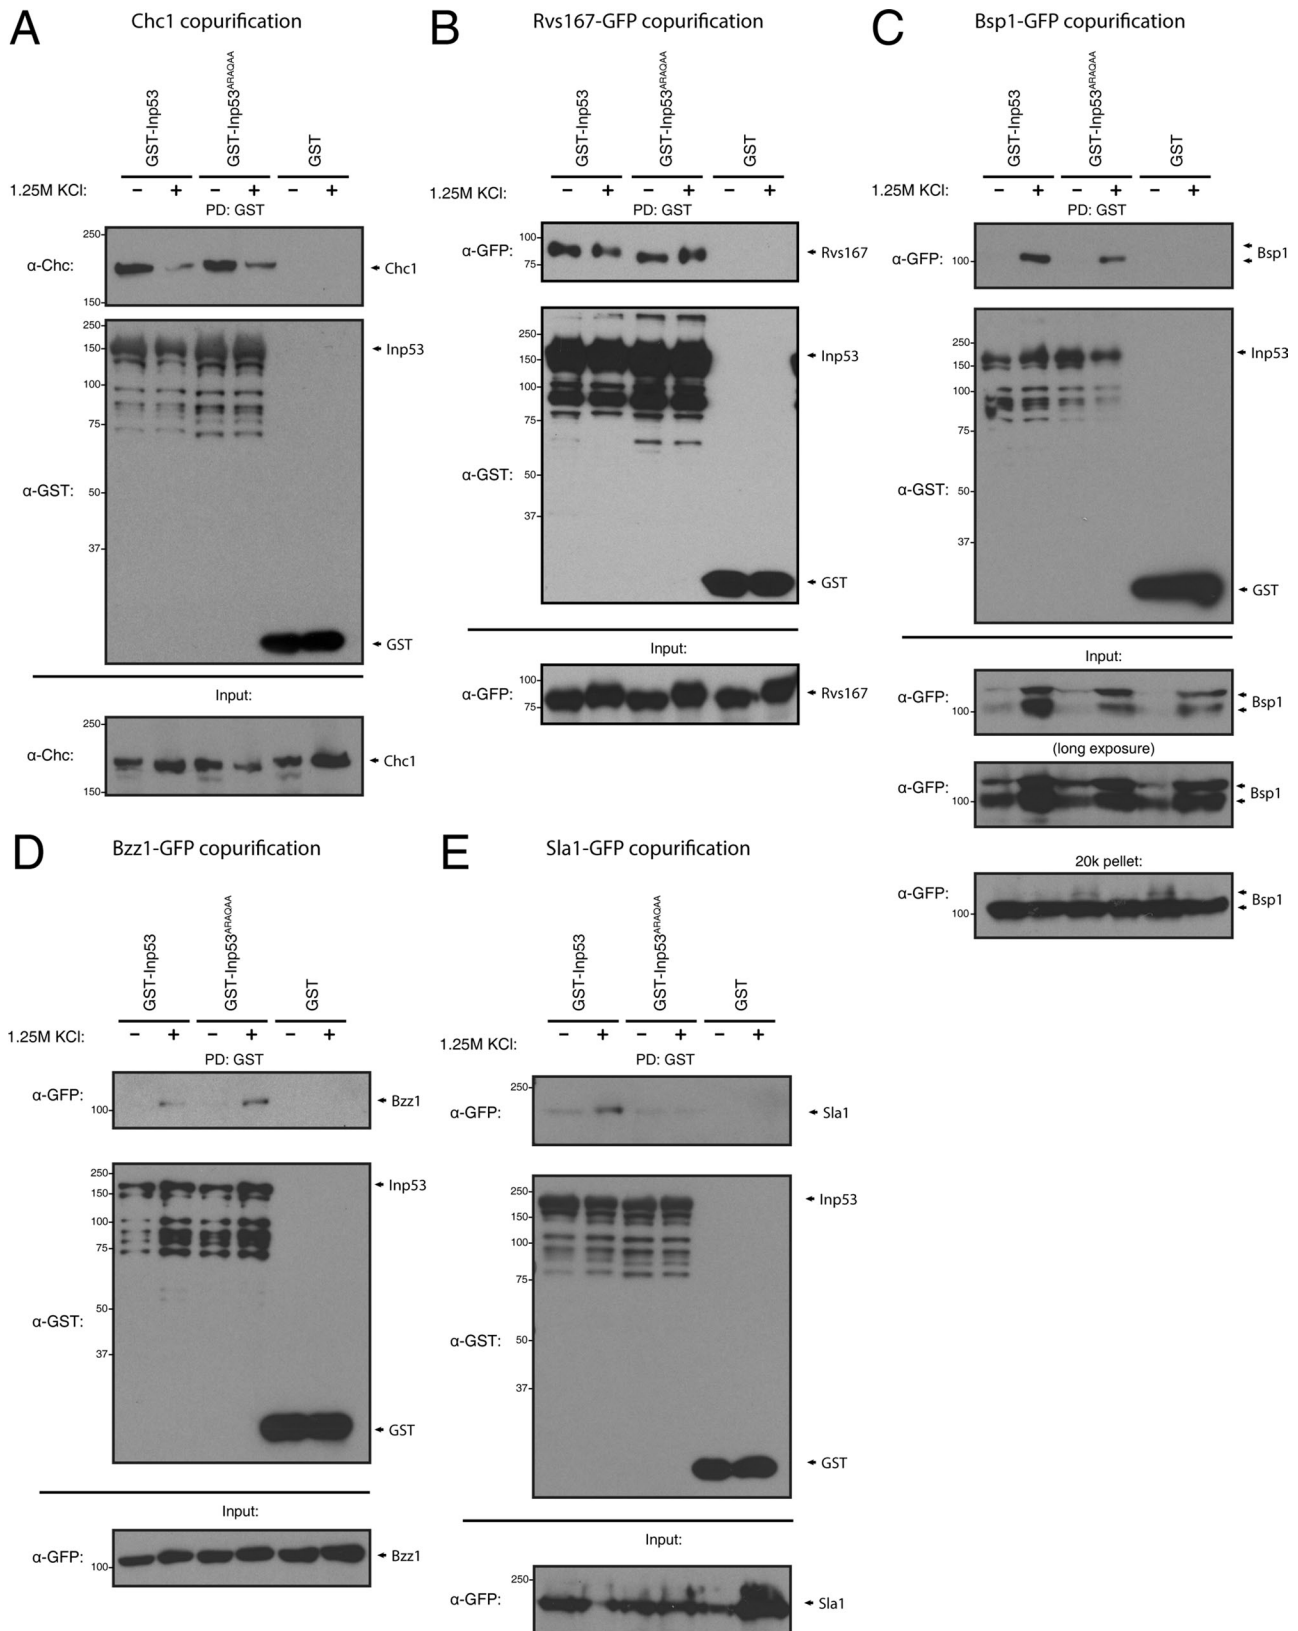 A
Chc1 copurification
GST-Inp53
GST-Inp53ARAQAA
GST
1.25M KCl:
– + – + – +
PD: GST
α-Chc:
250
150
Chc1
α-GST:
250
150
100
75
50
37
Inp53
GST
Input:
α-Chc:
250
150
Chc1
B
Rvs167-GFP copurification
GST-Inp53
GST-Inp53ARAQAA
GST
1.25M KCl:
– + – + – +
PD: GST
α-GFP:
100
75
Rvs167
α-GST:
250
150
100
75
50
37
Inp53
GST
Input:
α-GFP:
100
75
Rvs167
C
Bsp1-GFP copurification
GST-Inp53
GST-Inp53ARAQAA
GST
1.25M KCl:
– + – + – +
PD: GST
α-GFP:
100
Bsp1
α-GST:
250
150
100
75
50
37
Inp53
GST
Input:
α-GFP:
100
Bsp1
(long exposure)
α-GFP:
100
Bsp1
20k pellet:
α-GFP:
100
Bsp1
D
Bzz1-GFP copurification
GST-Inp53
GST-Inp53ARAQAA
GST
1.25M KCl:
– + – + – +
PD: GST
α-GFP:
100
Bzz1
α-GST:
250
150
100
75
50
37
Inp53
GST
Input:
α-GFP:
100
Bzz1
E
Sla1-GFP copurification
GST-Inp53
GST-Inp53ARAQAA
GST
1.25M KCl:
– + – + – +
PD: GST
α-GFP:
250
Sla1
α-GST:
250
150
100
75
50
37
Inp53
GST
Input:
α-GFP:
250
Sla1